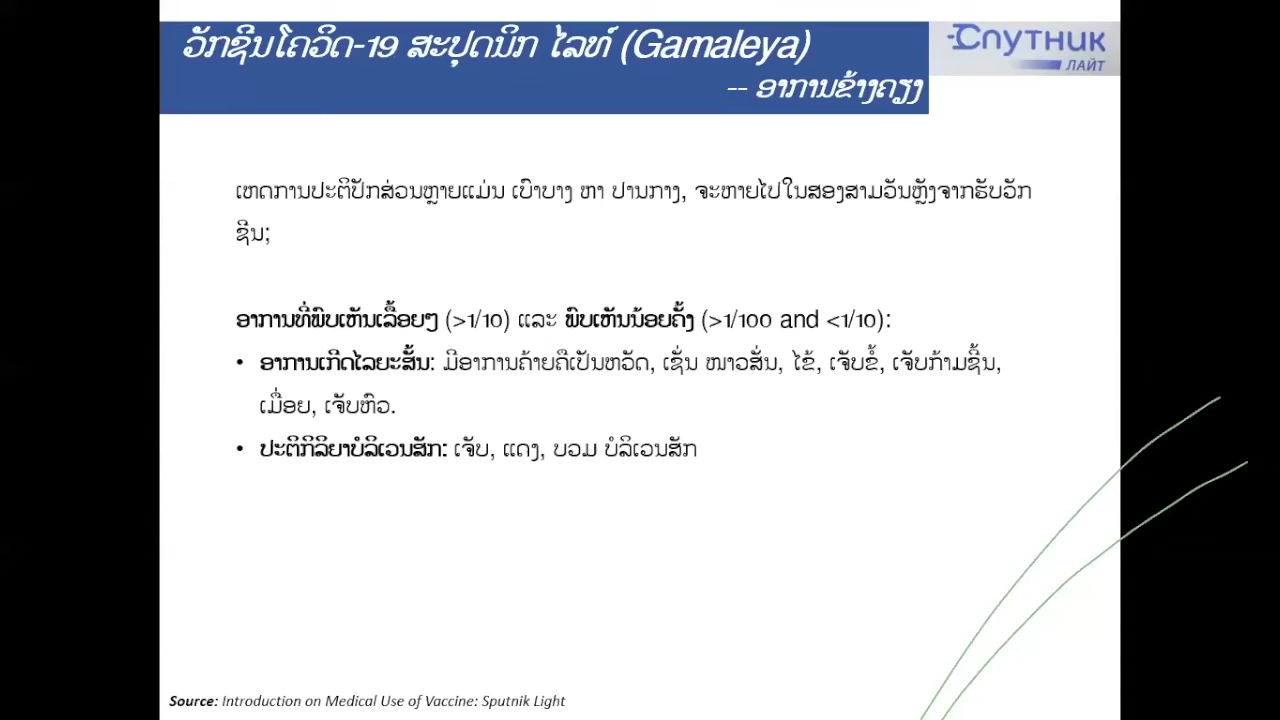 ວັກຊີນໂຄວິດ-19 ສະປຸດນິກ ໄລທ໌ (Gamaleya)
-- ອາການຂ້າງຄຽງ
Спутник
ЛАЙТ
ເຫດການປະຕິປັກສ່ວນຫຼາຍແມ່ນ ເບົາບາງ ຫາ ປານກາງ, ຈະຫາຍໄປໃນສອງສາມວັນຫຼັງຈາກຮັບວັກ
ຊີນ;
ອາການທີ່ພົບເຫັນເລື້ອຍໆ (>1/10) ແລະ ພົບເຫັນນ້ອຍຄັ້ງ (>1/100 and <1/10):
• ອາການເກີດໄລຍະສັ້ນ: ມີອາການຄ້າຍຄືເປັນຫວັດ, ເຊັ່ນ ໜາວສັ່ນ, ໄຂ້, ເຈັບຂໍ້, ເຈັບກ້າມຊີ້ນ,
ເມື່ອຍ, ເຈັບຫົວ.
• ປະຕິກິລິຍາບໍລິເວນສັກ: ເຈັບ, ແດງ, ບວມ ບໍລິເວນສັກ
Source: Introduction on Medical Use of Vaccine: Sputnik Light